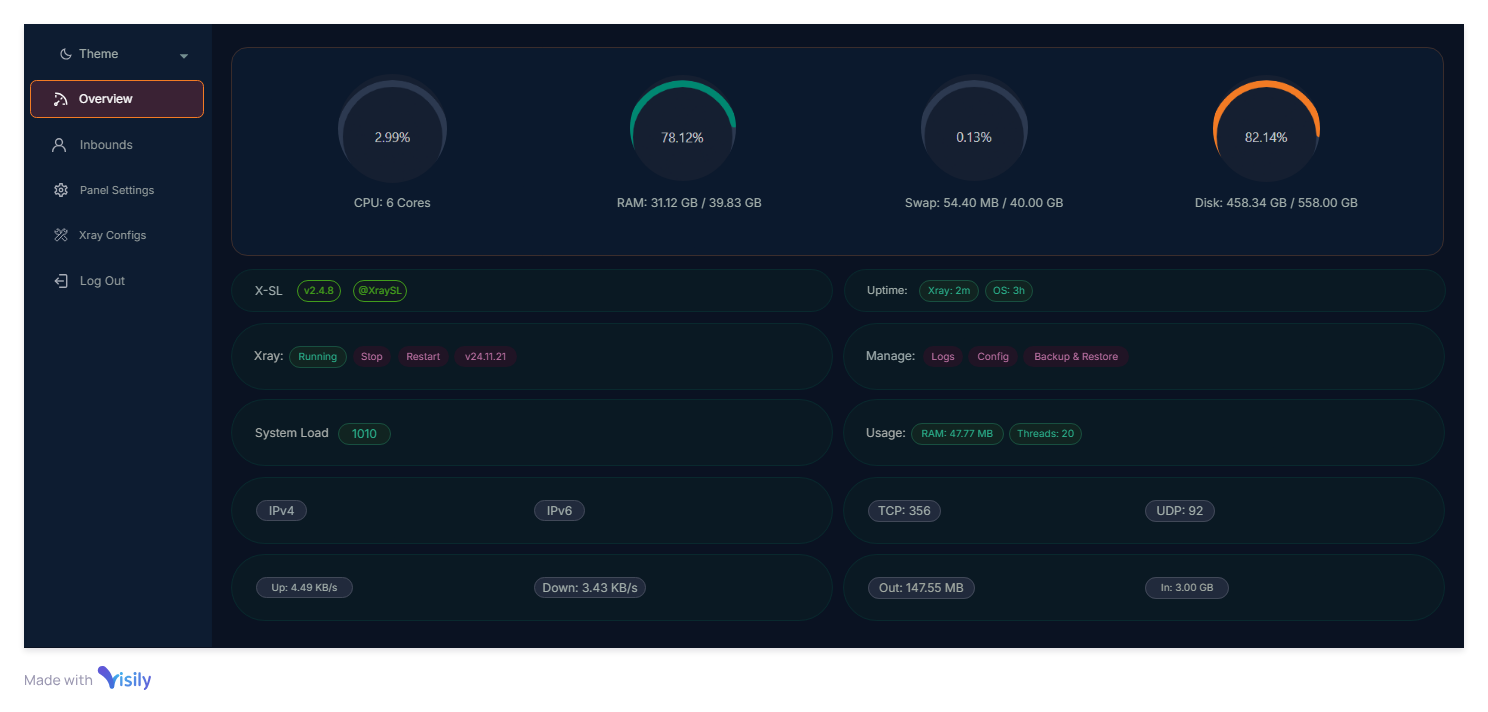 Theme
Overview
Inbounds
Panel Settings
Xray Configs
Log Out
2.99% 78.12% 0.13% 82.14%
CPU: 6 Cores RAM: 31.12 GB / 39.83 GB Swap: 54.40 MB / 40.00 GB Disk: 458.34 GB / 558.00 GB
X-SL v2.4.8 @XraySL Uptime: Xray: 2m OS: 3h
Xray: Running Stop Restart v24.11.21 Manage: Logs Config Backup & Restore
System Load 1010 Usage: RAM: 47.77 MB Threads: 20
IPv4 IPv6 TCP: 356 UDP: 92
Up: 4.49 KB/s Down: 3.43 KB/s Out: 147.55 MB In: 3.00 GB
Made with Visily